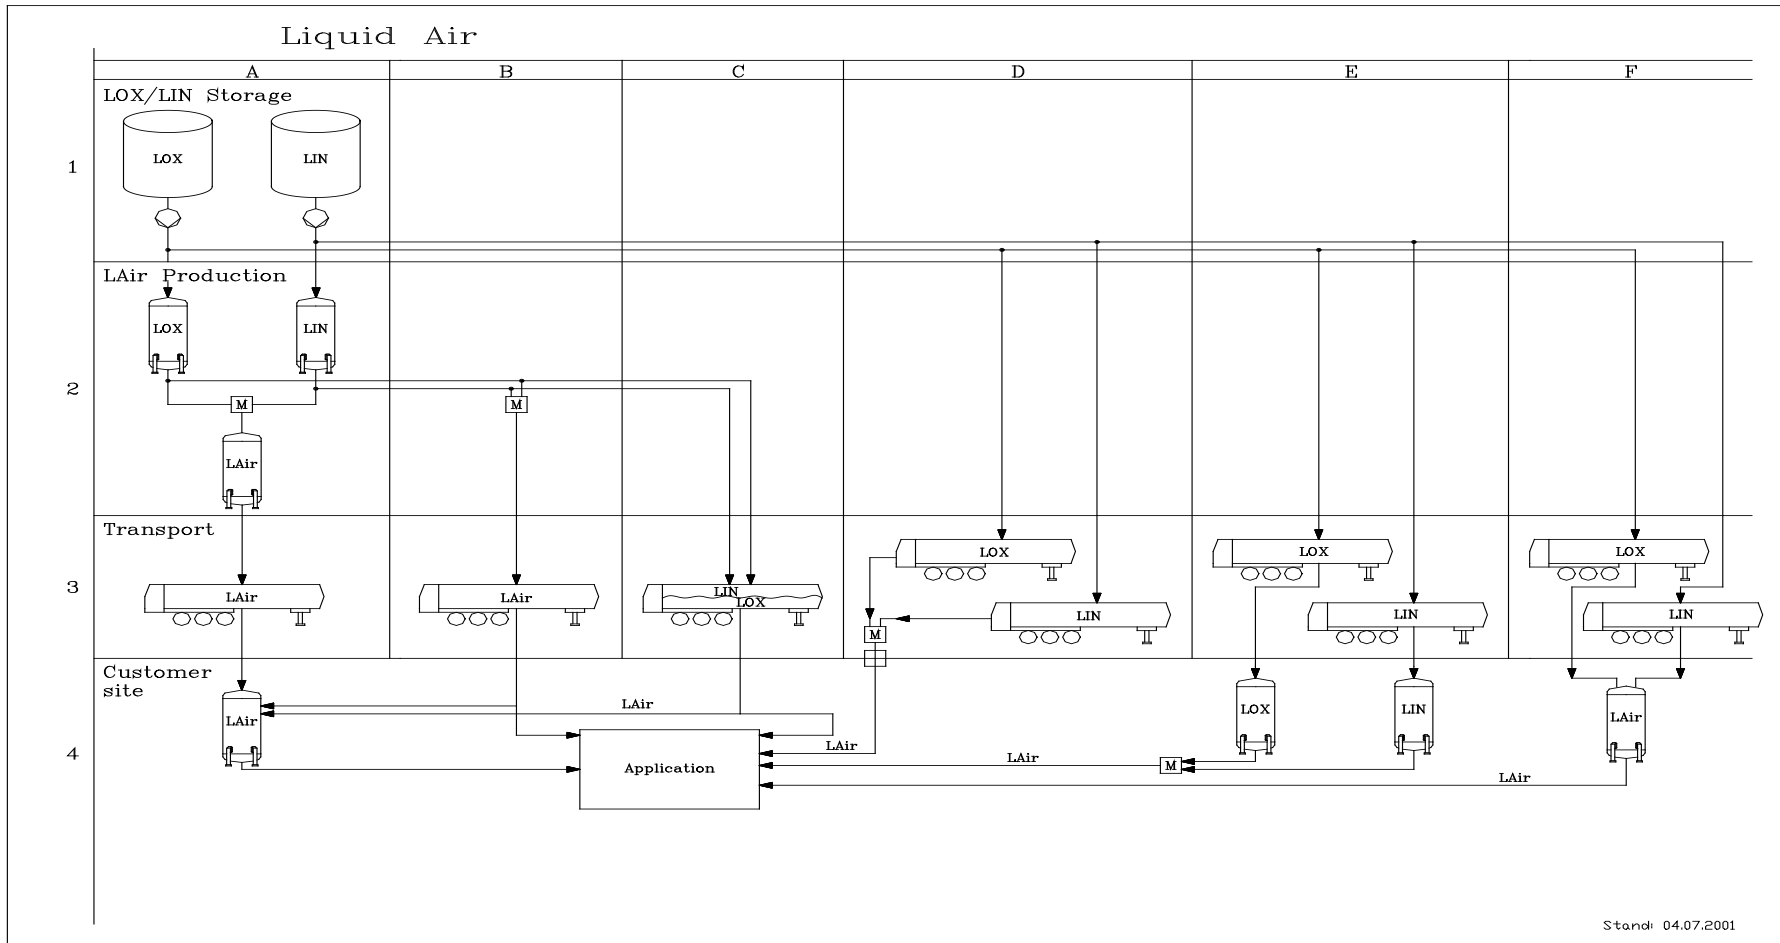 Liquid Air
A B C D E F
LOX/LIN Storage
1
LOX LIN
LAir Production
LOX LIN
2
M M
LAir
Transport
LOX LOX LOX
3
LAir LAir LIN LOX
LIN LIN LIN
M
Customer
site
LAir
LAir
LOX LIN LAir
4
LAir
LAir
M
Application
LAir
Stand: 04.07.2001